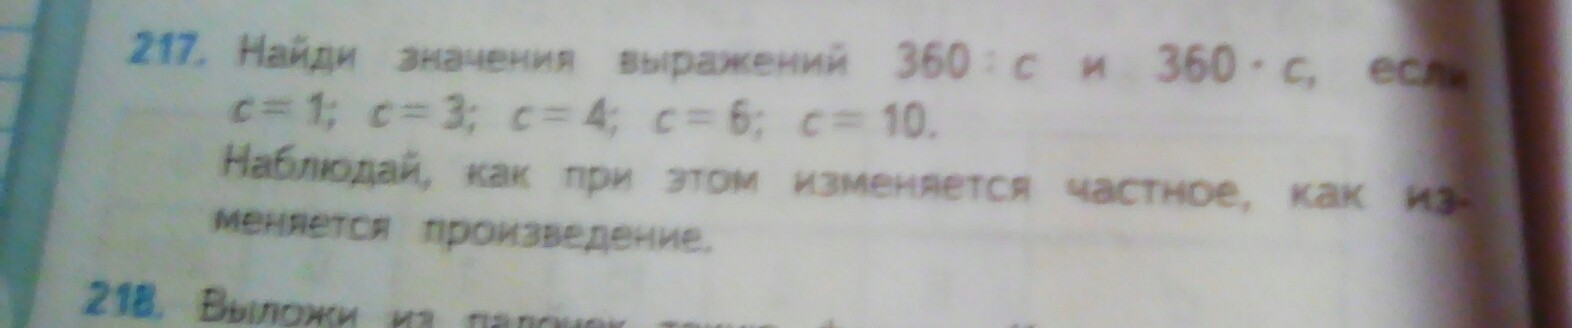 217. Найди значения выражений 360 : c и 360 · c, если
c = 1; c = 3; c = 4; c = 6; c = 10.
Наблюдай, как при этом изменяется частное, как из-
меняется произведение.
218. Выложи из палочек